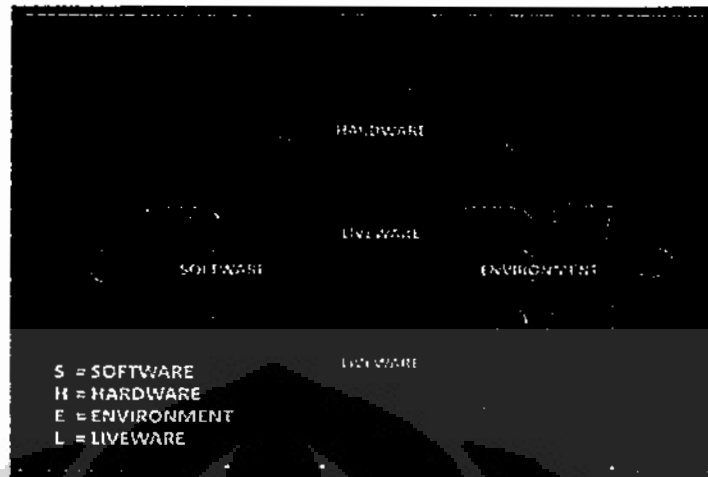 HARDWARE
LIVEWARE
SOFTWARE
ENVIRONMENT
LIVEWARE
S = SOFTWARE
H = HARDWARE
E = ENVIRONMENT
L = LIVEWARE